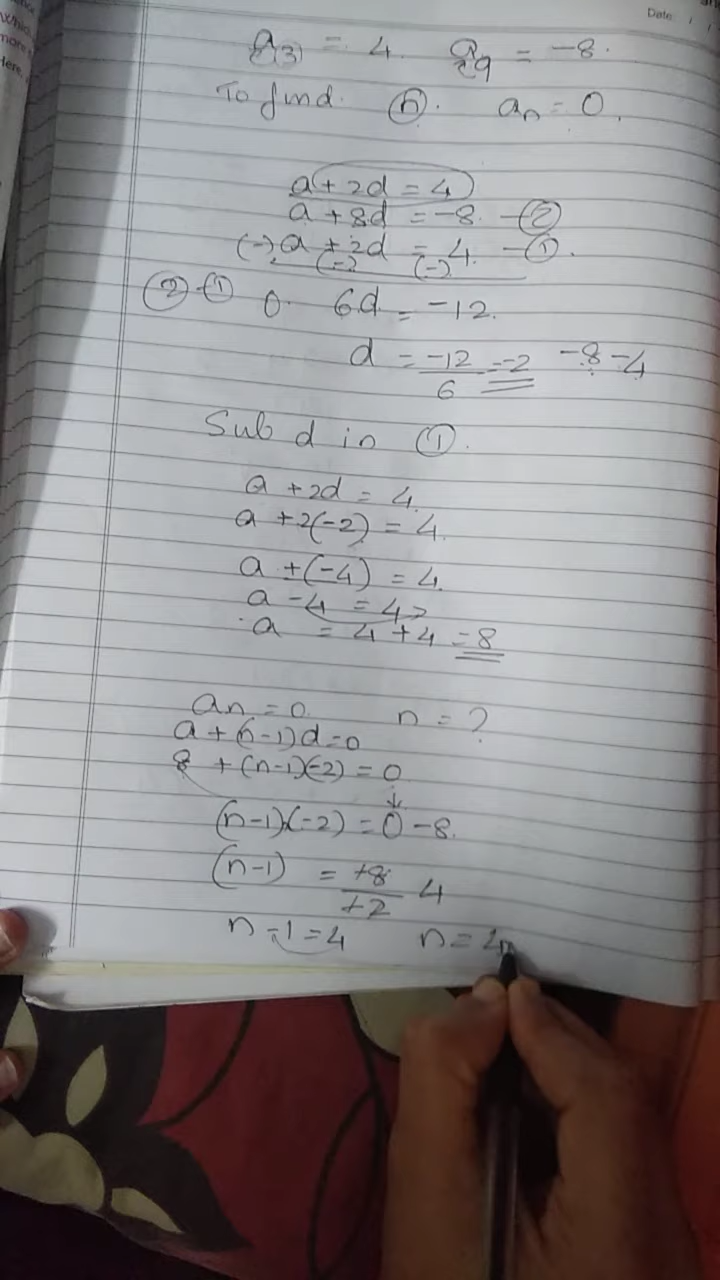 Date / /
a3 = 4. a9 = -8.
To find. (n). an = 0.
a + 2d = 4
a + 8d = -8. - (2)
(-) a + 2d = 4. - (1).
(-) (-)
(2) - (1) 0. 6d = -12.
d = -12/6 = -2 -8 -4
Sub d in (1).
a + 2d = 4.
a + 2(-2) = 4.
a + (-4) = 4.
a - 4 = 4
a = 4 + 4 = 8
an = 0. n = ?
a + (n-1) d = 0
8 + (n-1)(-2) = 0
(n-1)(-2) = 0 - 8.
(n-1) = +8/+2 4
n - 1 = 4 n =